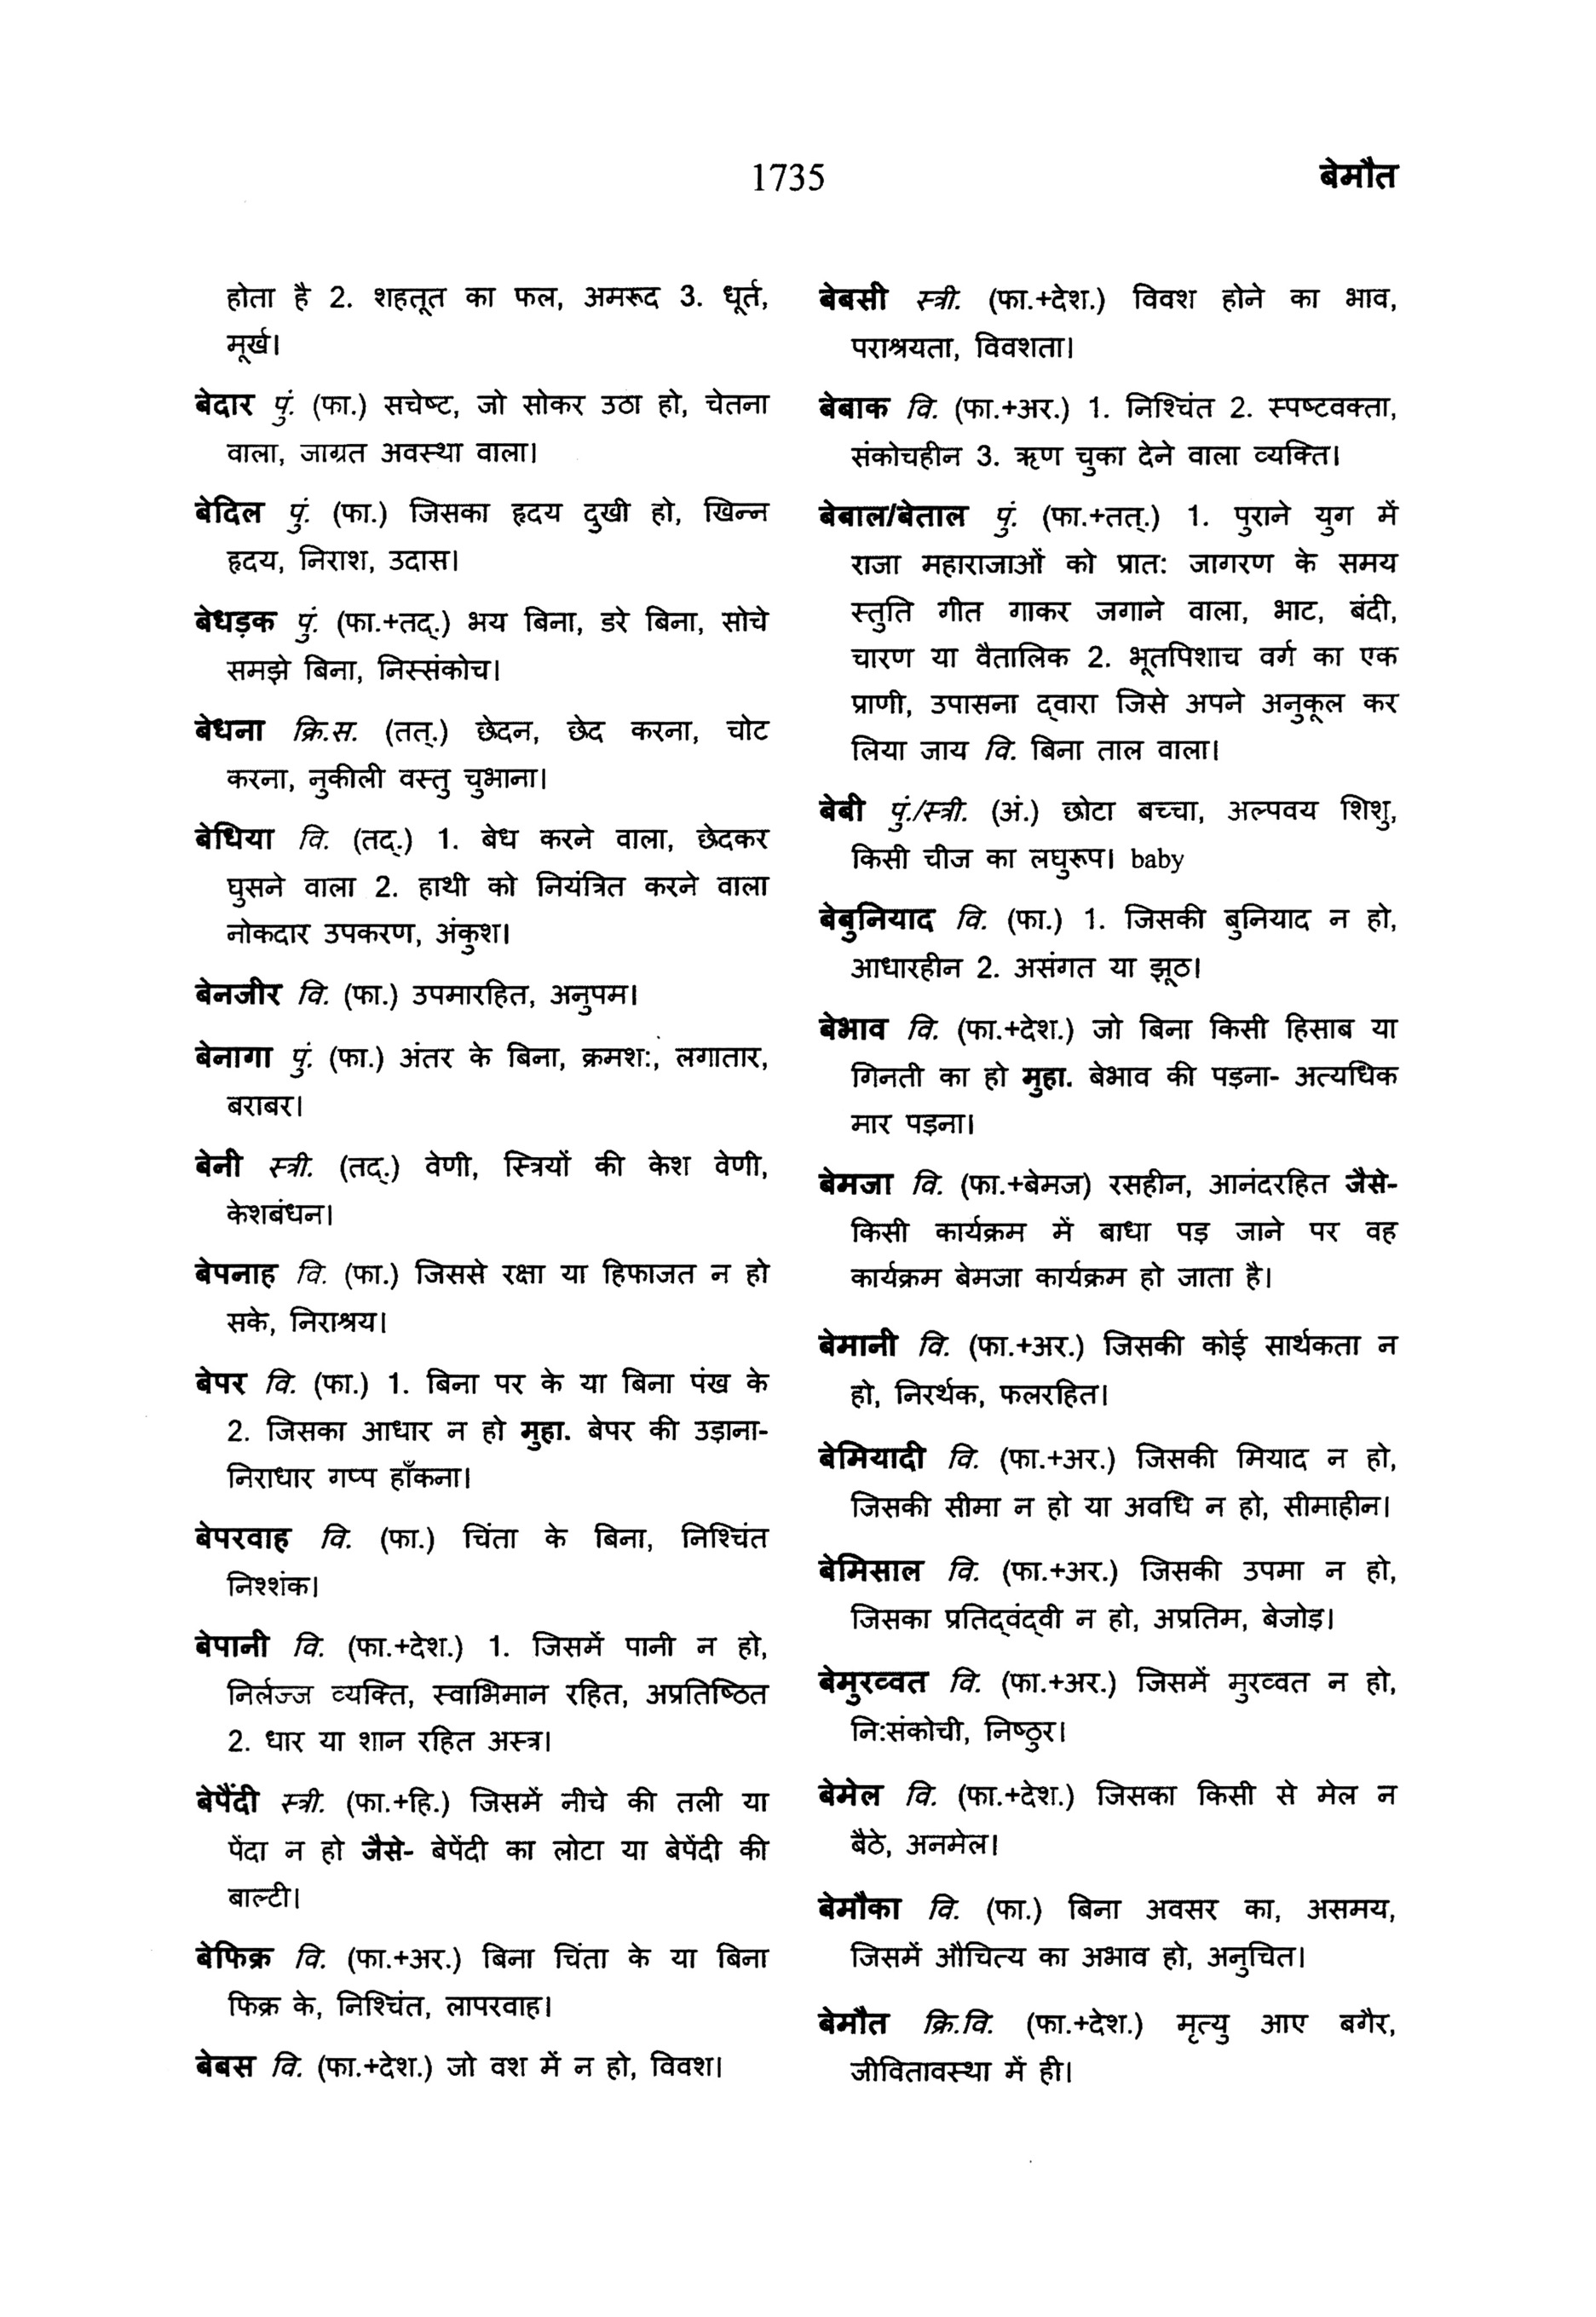 1735
बेमौत
होता है 2. शहतूत का फल, अमरूद 3. धूर्त,
मूर्ख।
बेदार पुं. (फा.) सचेष्ट, जो सोकर उठा हो, चेतना
वाला, जाग्रत अवस्था वाला।
बेदिल पुं. (फा.) जिसका हृदय दुखी हो, खिन्न
हृदय, निराश, उदास।
बेधड़क पुं. (फा.+तद्.) भय बिना, डरे बिना, सोचे
समझे बिना, निस्संकोच।
बेधना क्रि.स. (तत्.) छेदन, छेद करना, चोट
करना, नुकीली वस्तु चुभाना।
बेधिया वि. (तद्.) 1. बेध करने वाला, छेदकर
घुसने वाला 2. हाथी को नियंत्रित करने वाला
नोकदार उपकरण, अंकुश।
बेनजीर वि. (फा.) उपमारहित, अनुपम।
बेनागा पुं. (फा.) अंतर के बिना, क्रमश:, लगातार,
बराबर।
बेनी स्त्री. (तद्.) वेणी, स्त्रियों की केश वेणी,
केशबंधन।
बेपनाह वि. (फा.) जिससे रक्षा या हिफाजत न हो
सके, निराश्रय।
बेपर वि. (फा.) 1. बिना पर के या बिना पंख के
2. जिसका आधार न हो मुहा. बेपर की उड़ाना-
निराधार गप्प हाँकना।
बेपरवाह वि. (फा.) चिंता के बिना, निश्चिंत
निश्शंक।
बेपानी वि. (फा.+देश.) 1. जिसमें पानी न हो,
निर्लज्ज व्यक्ति, स्वाभिमान रहित, अप्रतिष्ठित
2. धार या शान रहित अस्त्र।
बेपैंदी स्त्री. (फा.+हि.) जिसमें नीचे की तली या
पेंदा न हो जैसे- बेपेंदी का लोटा या बेपेंदी की
बाल्टी।
बेफिक्र वि. (फा.+अर.) बिना चिंता के या बिना
फिक्र के, निश्चिंत, लापरवाह।
बेबस वि. (फा.+देश.) जो वश में न हो, विवश।
बेबसी स्त्री. (फा.+देश.) विवश होने का भाव,
पराश्रयता, विवशता।
बेबाक वि. (फा.+अर.) 1. निश्चिंत 2. स्पष्टवक्ता,
संकोचहीन 3. ऋण चुका देने वाला व्यक्ति।
बेबाल/बेताल पुं. (फा.+तत्.) 1. पुराने युग में
राजा महाराजाओं को प्रात: जागरण के समय
स्तुति गीत गाकर जगाने वाला, भाट, बंदी,
चारण या वैतालिक 2. भूतपिशाच वर्ग का एक
प्राणी, उपासना द्वारा जिसे अपने अनुकूल कर
लिया जाय वि. बिना ताल वाला।
बेबी पुं./स्त्री. (अं.) छोटा बच्चा, अल्पवय शिशु,
किसी चीज का लघुरूप। baby
बेबुनियाद वि. (फा.) 1. जिसकी बुनियाद न हो,
आधारहीन 2. असंगत या झूठ।
बेभाव वि. (फा.+देश.) जो बिना किसी हिसाब या
गिनती का हो मुहा. बेभाव की पड़ना- अत्यधिक
मार पड़ना।
बेमजा वि. (फा.+बेमज) रसहीन, आनंदरहित जैसे-
किसी कार्यक्रम में बाधा पड़ जाने पर वह
कार्यक्रम बेमजा कार्यक्रम हो जाता है।
बेमानी वि. (फा.+अर.) जिसकी कोई सार्थकता न
हो, निरर्थक, फलरहित।
बेमियादी वि. (फा.+अर.) जिसकी मियाद न हो,
जिसकी सीमा न हो या अवधि न हो, सीमाहीन।
बेमिसाल वि. (फा.+अर.) जिसकी उपमा न हो,
जिसका प्रतिद्वंद्वी न हो, अप्रतिम, बेजोड़।
बेमुरव्वत वि. (फा.+अर.) जिसमें मुरव्वत न हो,
नि:संकोची, निष्ठुर।
बेमेल वि. (फा.+देश.) जिसका किसी से मेल न
बैठे, अनमेल।
बेमौका वि. (फा.) बिना अवसर का, असमय,
जिसमें औचित्य का अभाव हो, अनुचित।
बेमौत क्रि.वि. (फा.+देश.) मृत्यु आए बगैर,
जीवितावस्था में ही।